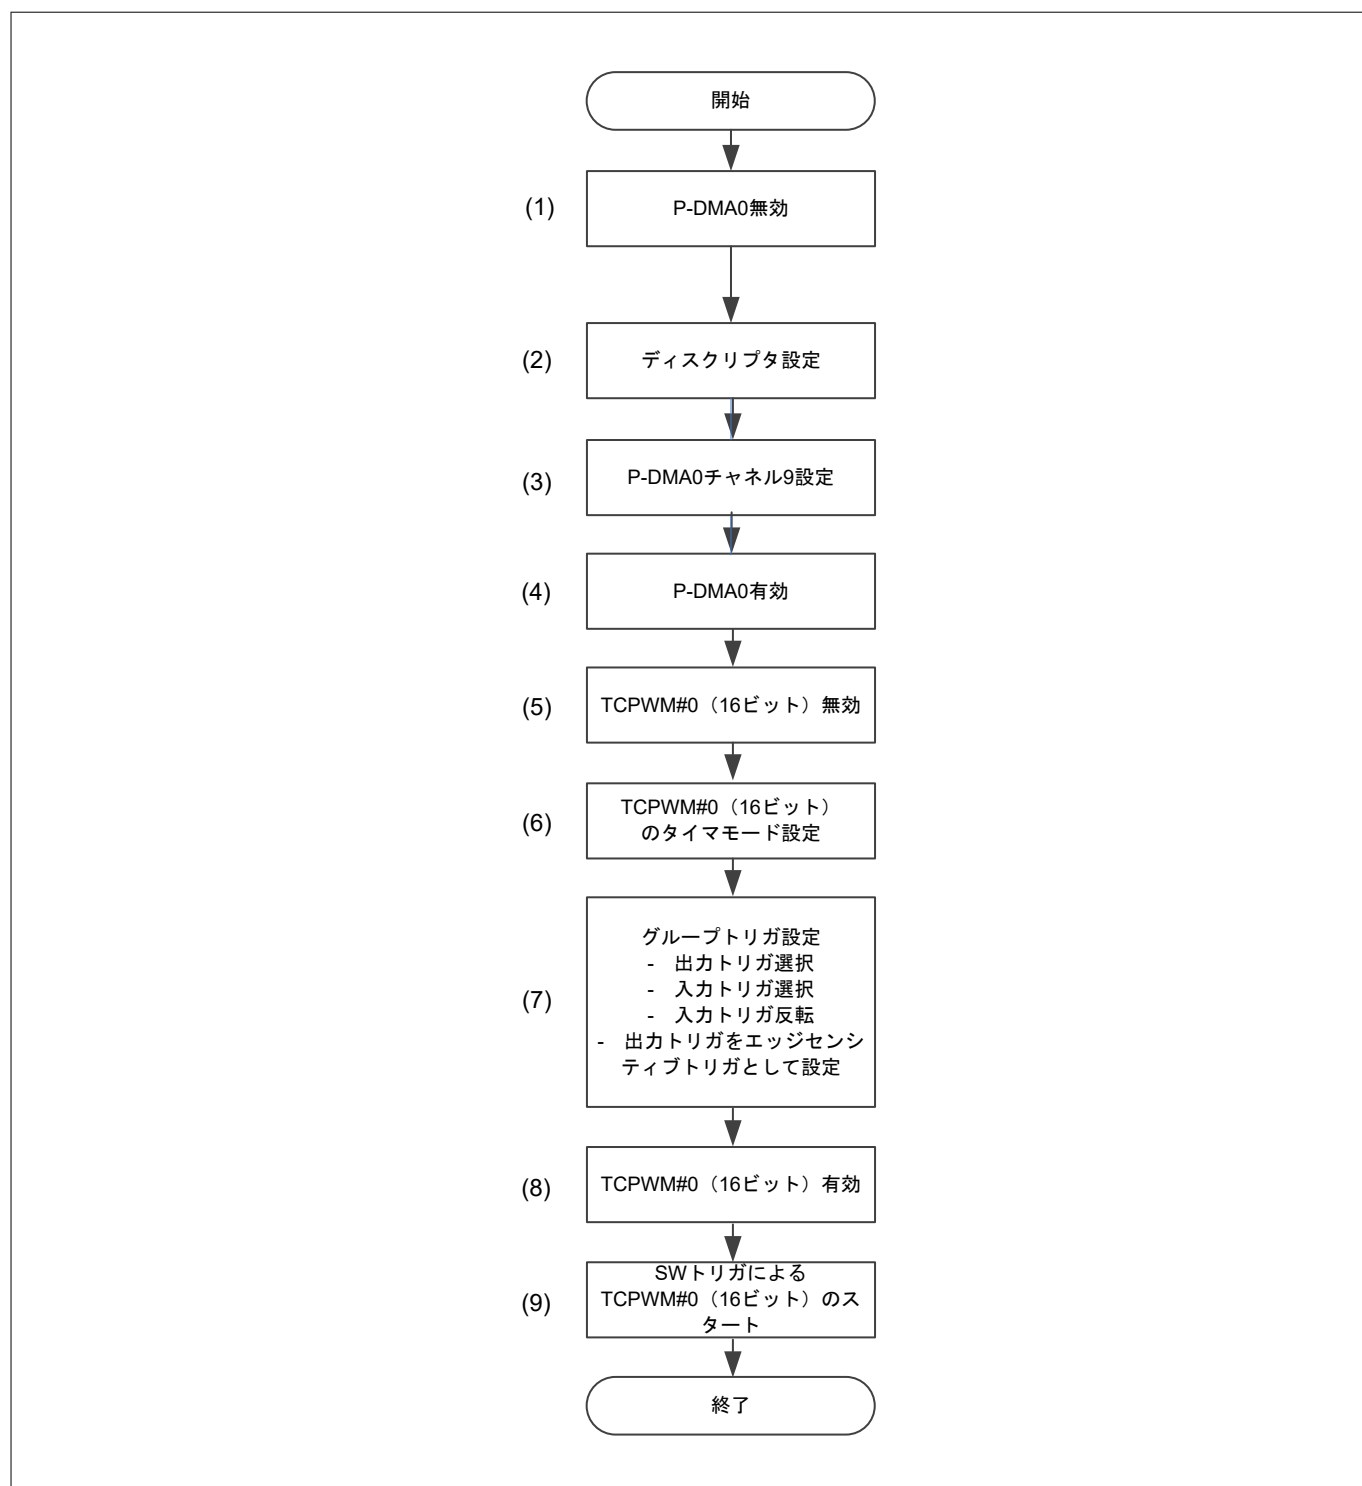 開始
(1)
P-DMA0無効
(2)
ディスクリプタ設定
(3)
P-DMA0チャネル9設定
(4)
P-DMA0有効
(5)
TCPWM#0（16ビット）無効
(6)
TCPWM#0（16ビット）
のタイマモード設定
(7)
グループトリガ設定
- 出力トリガ選択
- 入力トリガ選択
- 入力トリガ反転
- 出力トリガをエッジセンシ
ティブトリガとして設定
(8)
TCPWM#0（16ビット）有効
(9)
SWトリガによる
TCPWM#0（16ビット）のス
タート
終了